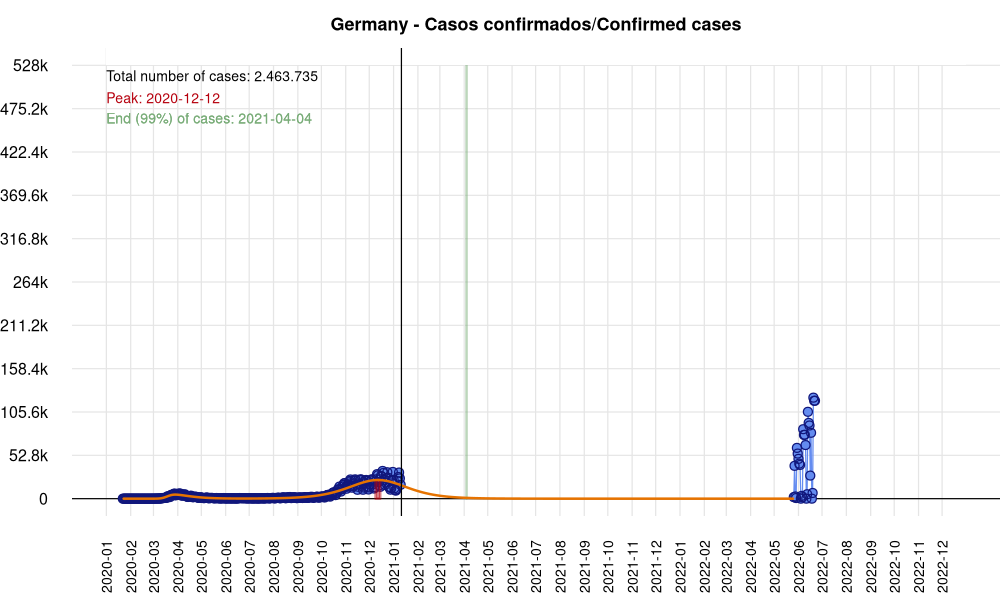 Germany - Casos confirmados/Confirmed cases
528k
Total number of cases: 2.463.735
Peak: 2020-12-12
475.2k
End (99%) of cases: 2021-04-04
422.4k
369.6k
316.8k
264k
211.2k
158.4k
105.6k
52.8k
0
2020-01
2020-02
2020-03
2020-04
2020-05
2020-06
2020-07
2020-08
2020-09
2020-10
2020-11
2020-12
2021-01
2021-02
2021-03
2021-04
2021-05
2021-06
2021-07
2021-08
2021-09
2021-10
2021-11
2021-12
2022-01
2022-02
2022-03
2022-04
2022-05
2022-06
2022-07
2022-08
2022-09
2022-10
2022-11
2022-12